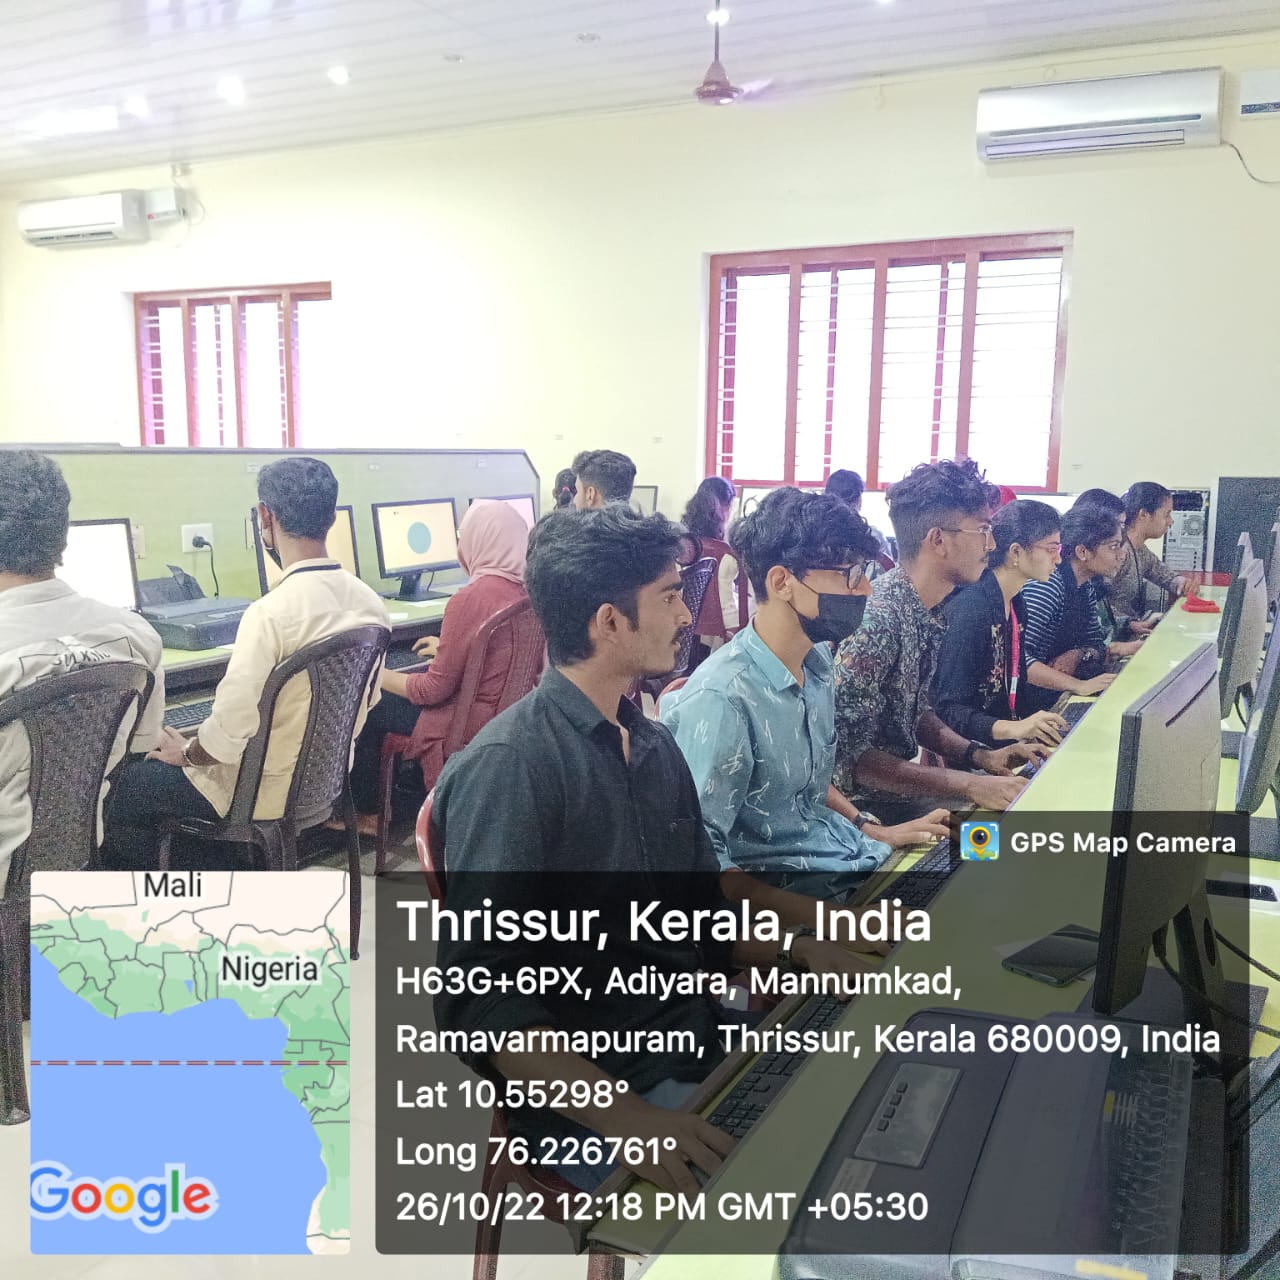 GPS Map Camera
Mali
Nigeria
Google
Thrissur, Kerala, India
H63G+6PX, Adiyara, Mannumkad,
Ramavarmapuram, Thrissur, Kerala 680009, India
Lat 10.55298°
Long 76.226761°
26/10/22 12:18 PM GMT +05:30